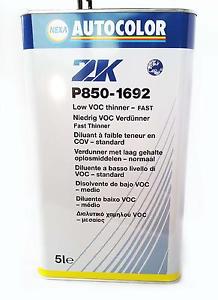 NEXA AUTOCOLOR
2K
P850-1692
Low VOC thinner – FAST
Niedrig VOC Verdünner
Fast Thinner
Diluant à faible teneur en
COV – standard
Verdunner met laag gehalte
oplosmiddelen – normaal
Diluente a basso livello di
VOC – standard
Disolvente de bajo VOC
– medio
Diluente baixo VOC
– médio
Διαλυτικό χαμηλού VOC
– μεσαίος
5l e